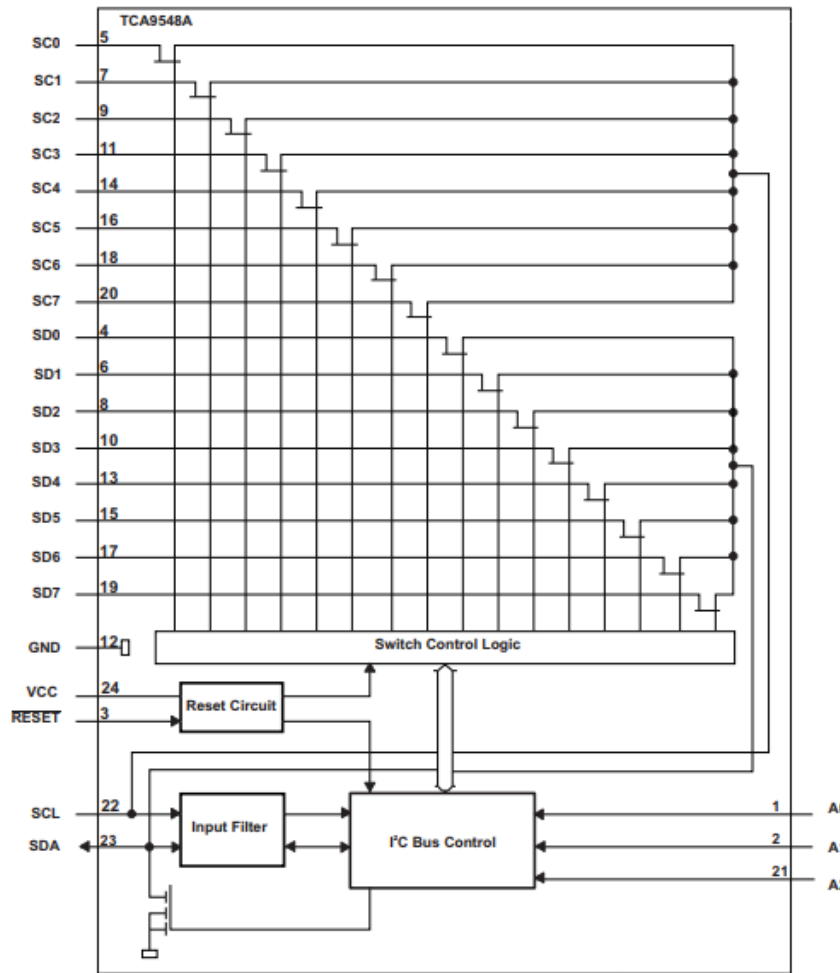 TCA9548A
SC0 5
SC1 7
SC2 9
SC3 11
SC4 14
SC5 16
SC6 18
SC7 20
SD0 4
SD1 6
SD2 8
SD3 10
SD4 13
SD5 15
SD6 17
SD7 19
GND 12 Switch Control Logic
VCC 24
Reset Circuit
RESET 3
SCL 22 1
Input Filter I²C Bus Control
SDA 23 2
21